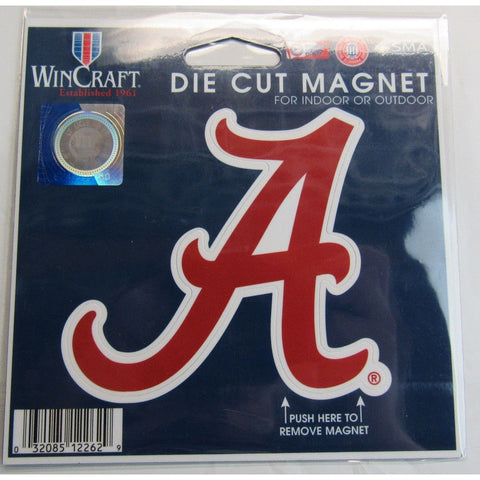 WINCRAFT
Established 1961
SMA
DIE CUT MAGNET
FOR INDOOR OR OUTDOOR
A
®
PUSH HERE TO
REMOVE MAGNET
0 32085 12262 9